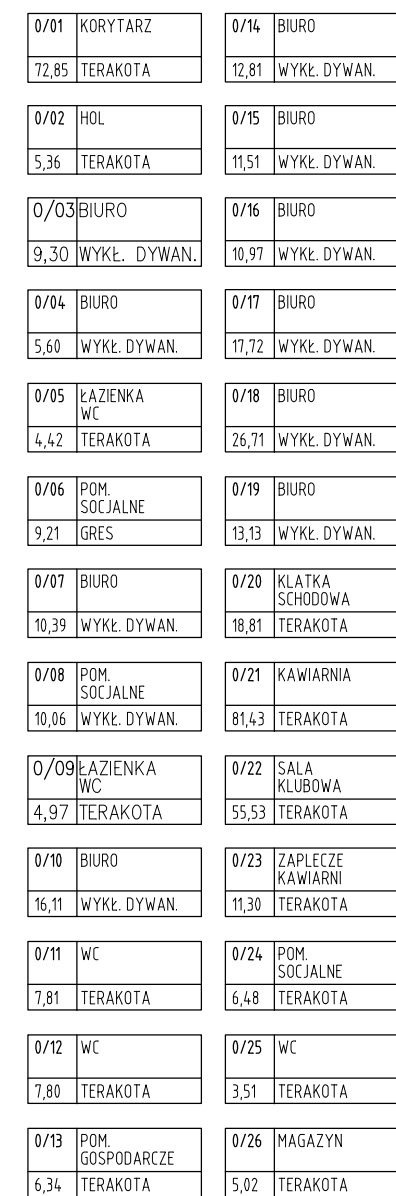 0/01 KORYTARZ
72,85 TERAKOTA
0/02 HOL
5,36 TERAKOTA
0/03 BIURO
9,30 WYKŁ. DYWAN.
0/04 BIURO
5,60 WYKŁ. DYWAN.
0/05 ŁAZIENKA
WC
4,42 TERAKOTA
0/06 POM.
SOCJALNE
9,21 GRES
0/07 BIURO
10,39 WYKŁ. DYWAN.
0/08 POM.
SOCJALNE
10,06 WYKŁ. DYWAN.
0/09 ŁAZIENKA
WC
4,97 TERAKOTA
0/10 BIURO
16,11 WYKŁ. DYWAN.
0/11 WC
7,81 TERAKOTA
0/12 WC
7,80 TERAKOTA
0/13 POM.
GOSPODARCZE
6,34 TERAKOTA
0/14 BIURO
12,81 WYKŁ. DYWAN.
0/15 BIURO
11,51 WYKŁ. DYWAN.
0/16 BIURO
10,97 WYKŁ. DYWAN.
0/17 BIURO
17,72 WYKŁ. DYWAN.
0/18 BIURO
26,71 WYKŁ. DYWAN.
0/19 BIURO
13,13 WYKŁ. DYWAN.
0/20 KLATKA
SCHODOWA
18,81 TERAKOTA
0/21 KAWIARNIA
81,43 TERAKOTA
0/22 SALA
KLUBOWA
55,53 TERAKOTA
0/23 ZAPLECZE
KAWIARNI
11,30 TERAKOTA
0/24 POM.
SOCJALNE
6,48 TERAKOTA
0/25 WC
3,51 TERAKOTA
0/26 MAGAZYN
5,02 TERAKOTA